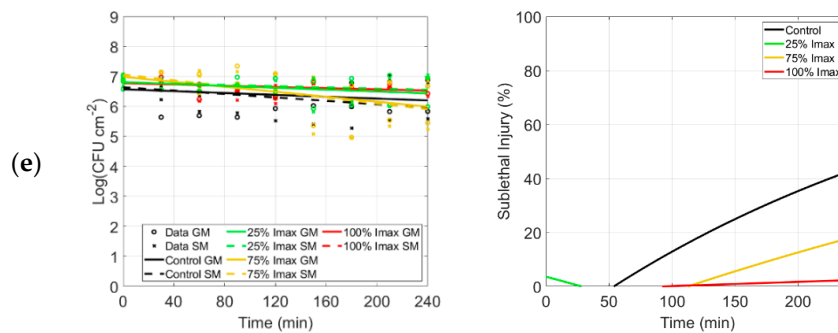 (e)
Log(CFU cm-2)
9
8
7
6
5
4
3
2
1
0
0 40 80 120 160 210 240
Time (min)
Data GM
Data SM
Control GM
Control SM
25% Imax GM
25% Imax SM
75% Imax GM
75% Imax SM
100% Imax GM
100% Imax SM
Sublethal Injury (%)
100
80
60
40
20
0
0 50 100 150 200
Time (min)
Control
25% Imax
75% Imax
100% Imax